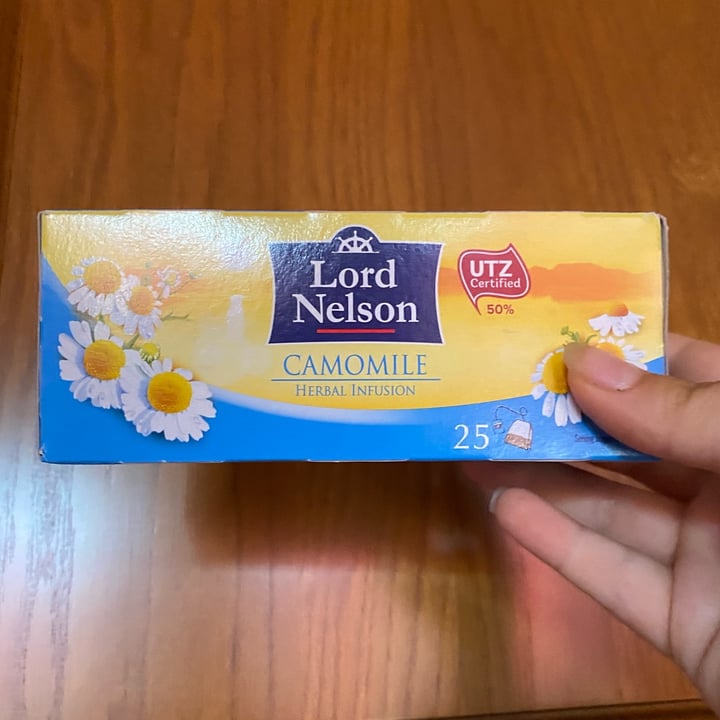 Lord
Nelson
UTZ
Certified
50%
CAMOMILE
HERBAL INFUSION
25